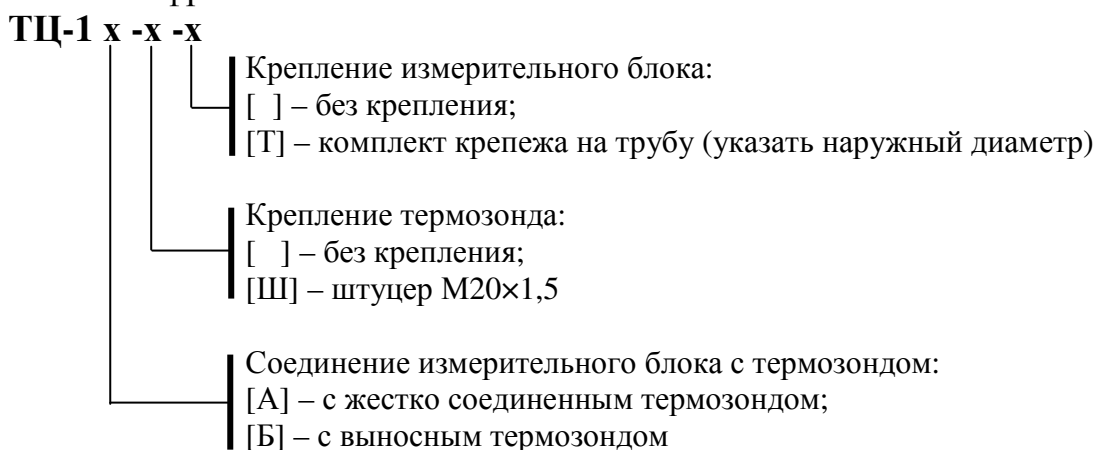 ТЦ-1 х -х -х
Крепление измерительного блока:
[ ] – без крепления;
[Т] – комплект крепежа на трубу (указать наружный диаметр)
Крепление термозонда:
[ ] – без крепления;
[Ш] – штуцер М20×1,5
Соединение измерительного блока с термозондом:
[А] – с жестко соединенным термозондом;
[Б] – с выносным термозондом